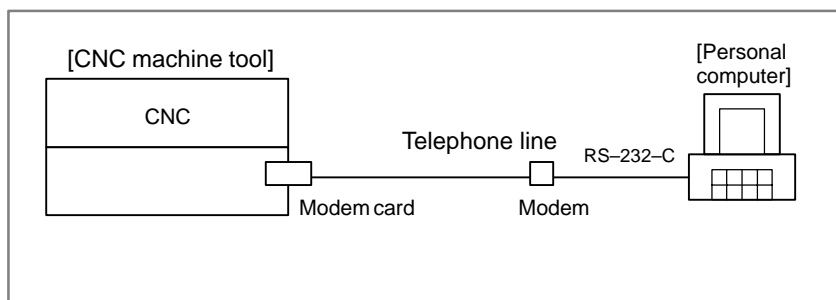 [CNC machine tool]
[Personal
computer]
CNC
Telephone line
RS–232–C
Modem card
Modem